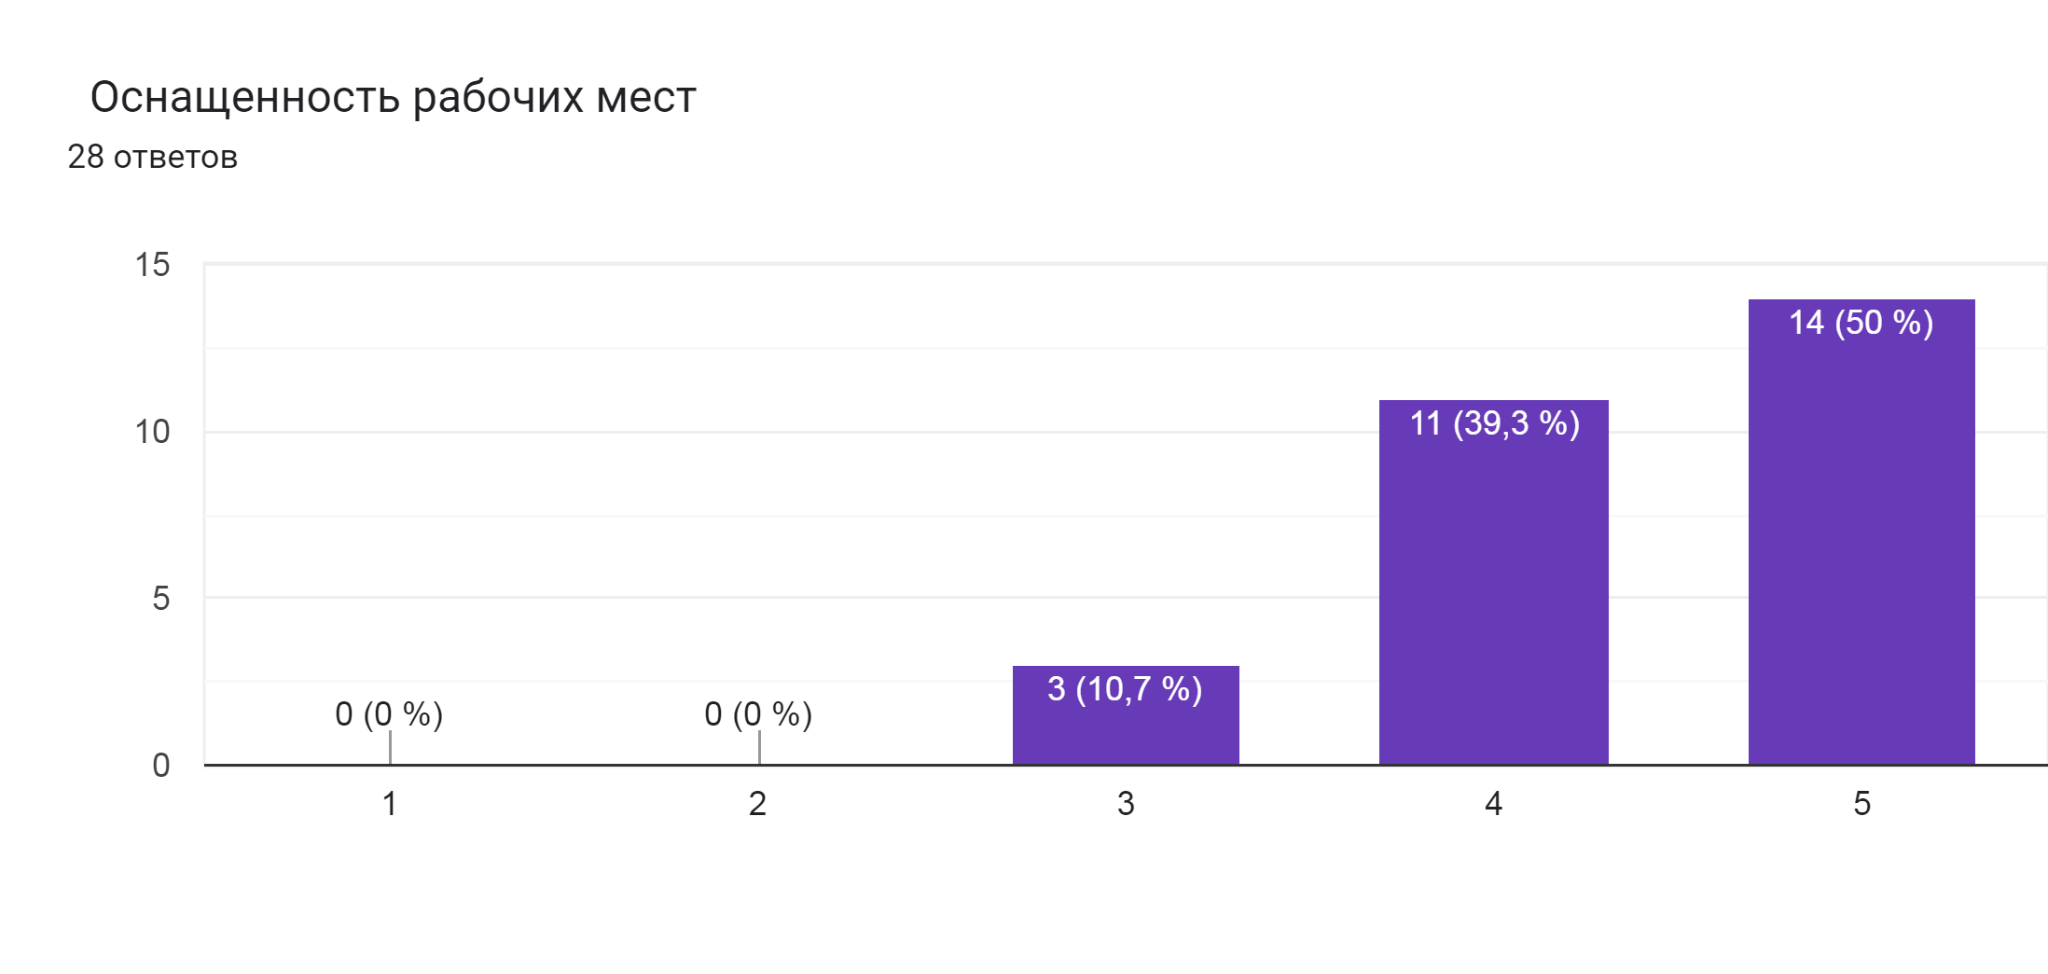 Оснащенность рабочих мест
28 ответов
15
14 (50 %)
11 (39,3 %)
10
5
3 (10,7 %)
0 (0 %) 0 (0 %)
0
1 2 3 4 5